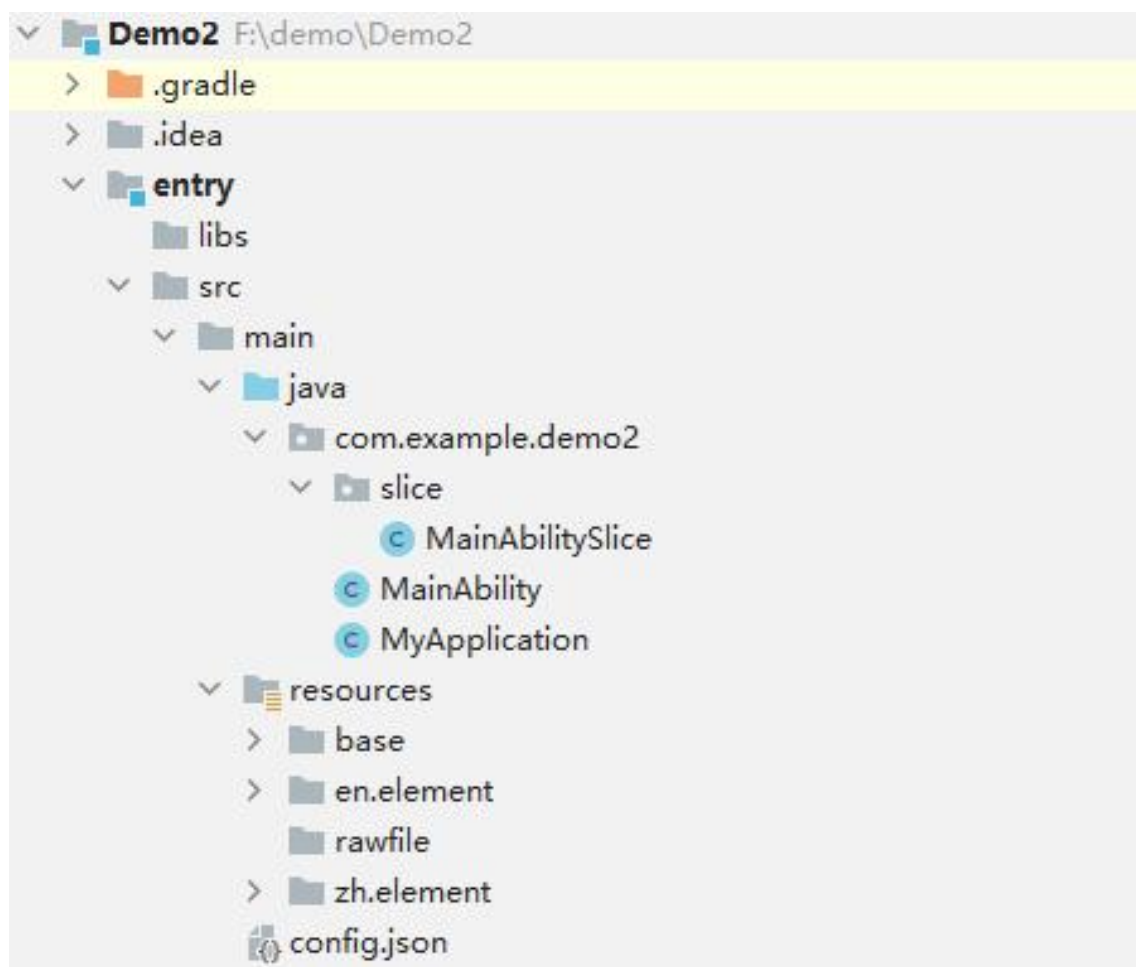 Demo2 F:\demo\Demo2
.gradle
.idea
entry
libs
src
main
java
com.example.demo2
slice
MainAbilitySlice
MainAbility
MyApplication
resources
base
en.element
rawfile
zh.element
config.json